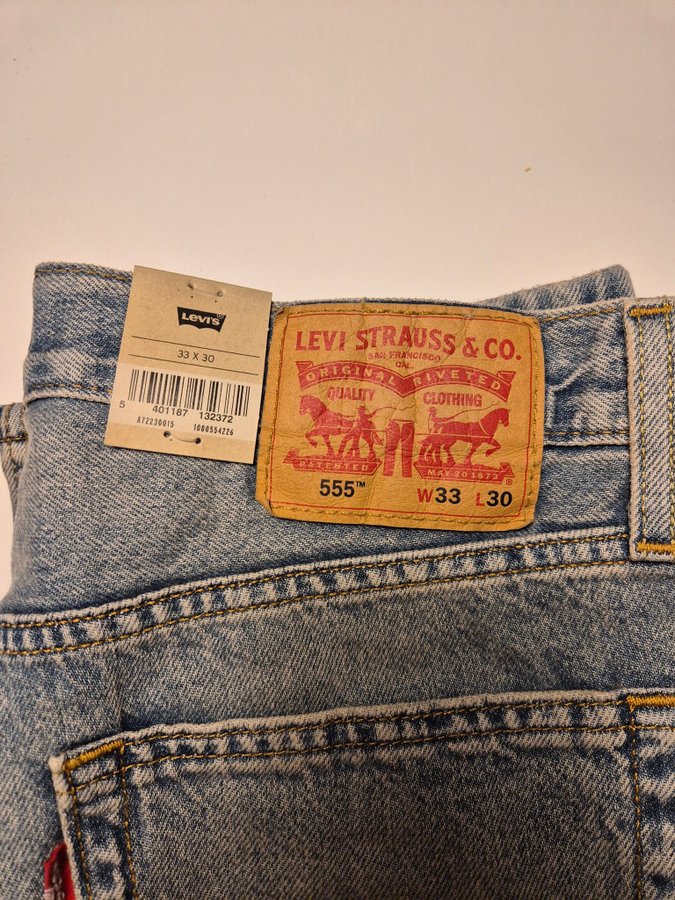 Levi's
33 X 30
5 401187 132372
A72230015 1000554226
LEVI STRAUSS & CO.
SAN FRANCISCO
CAL
ORIGINAL RIVETED
QUALITY CLOTHING
PATENTED MAY 20 1873
®
555™ W33 L30